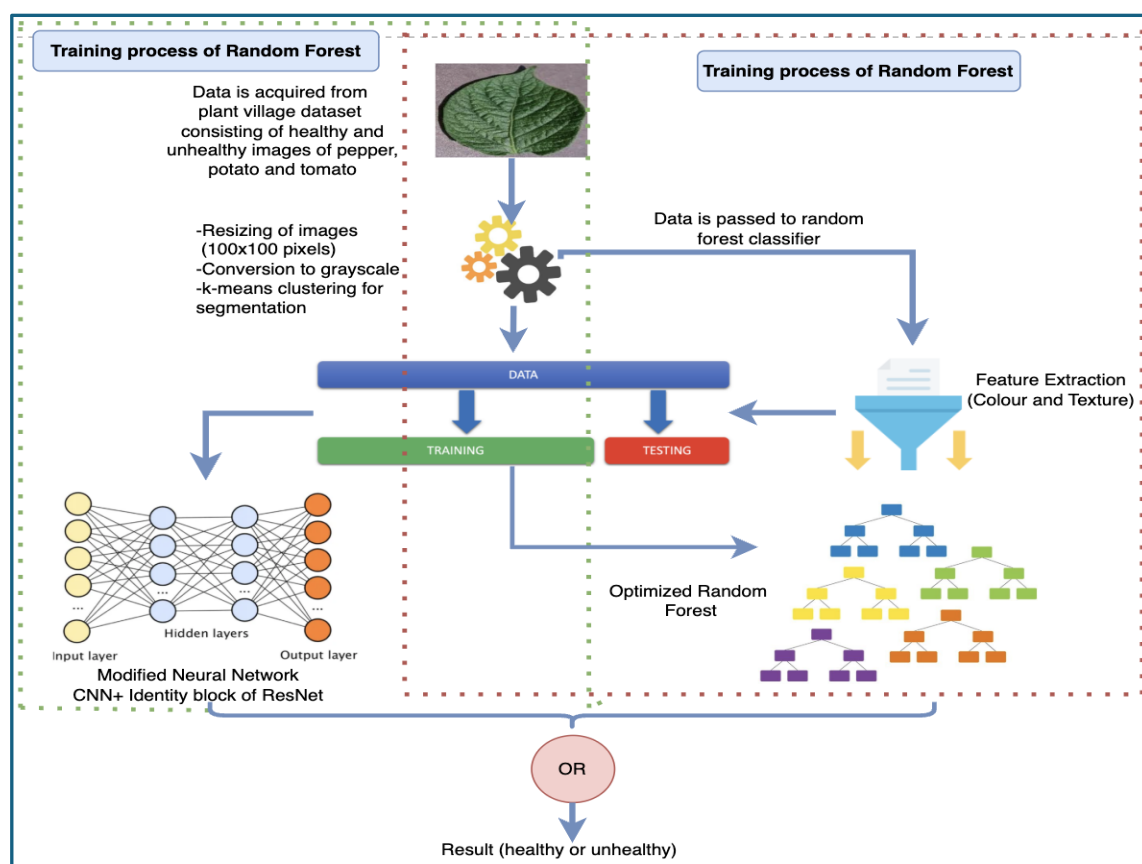 Training process of Random Forest
Training process of Random Forest
Data is acquired from
plant village dataset
consisting of healthy and
unhealthy images of pepper,
potato and tomato
-Resizing of images
(100x100 pixels)
-Conversion to grayscale
-k-means clustering for
segmentation
Data is passed to random
forest classifier
DATA
Feature Extraction
(Colour and Texture)
TRAINING
TESTING
...
...
...
...
Hidden layers
Input layer
Output layer
Modified Neural Network
CNN+ Identity block of ResNet
Optimized Random
Forest
OR
Result (healthy or unhealthy)